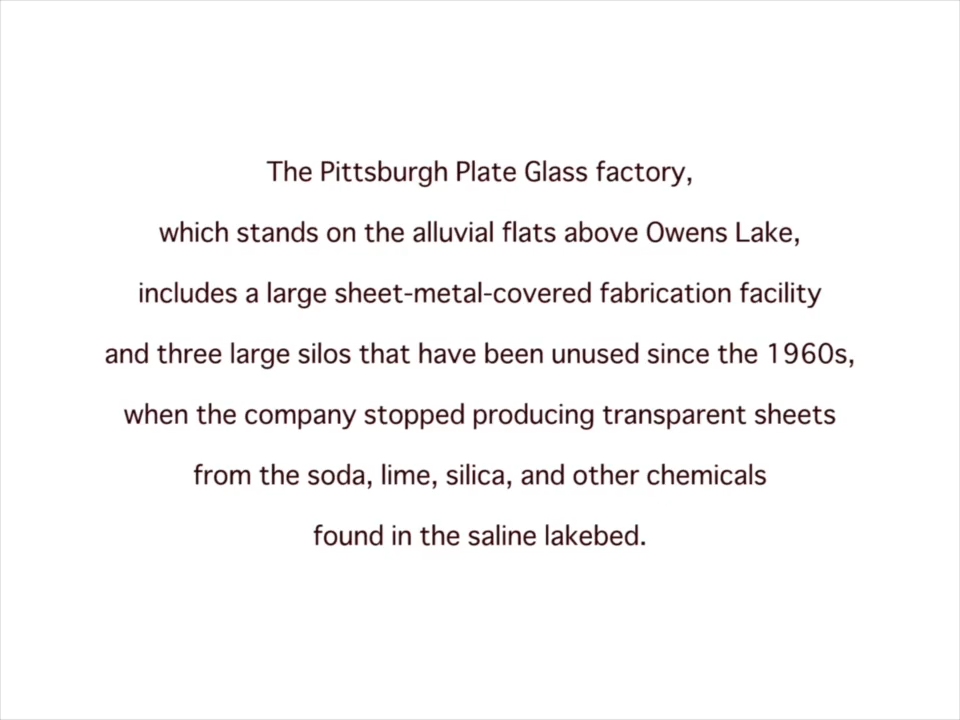 The Pittsburgh Plate Glass factory,
which stands on the alluvial flats above Owens Lake,
includes a large sheet-metal-covered fabrication facility
and three large silos that have been unused since the 1960s,
when the company stopped producing transparent sheets
from the soda, lime, silica, and other chemicals
found in the saline lakebed.